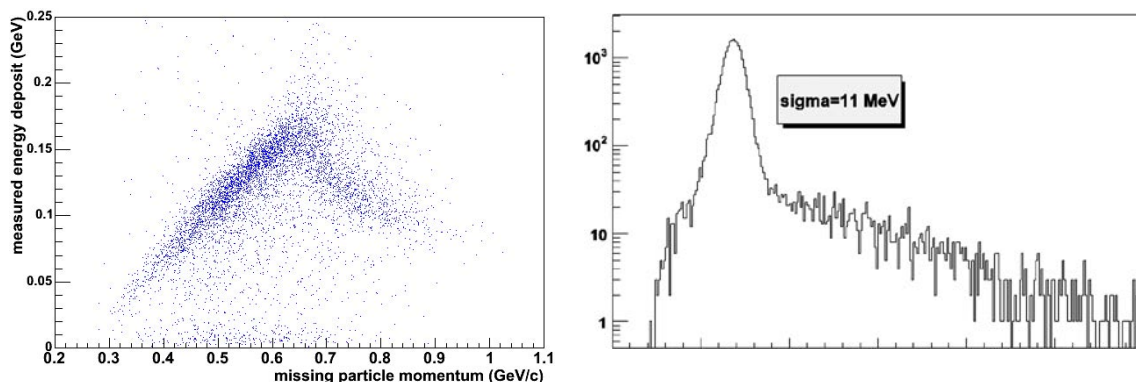 measured energy deposit (GeV)
0.25
0.2
0.15
0.1
0.05
0
0.2 0.3 0.4 0.5 0.6 0.7 0.8 0.9 1 1.1
missing particle momentum (GeV/c)
10³
10²
10
1
sigma=11 MeV